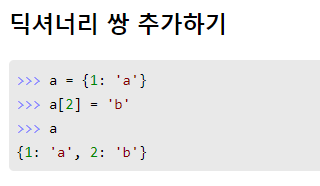 딕셔너리 쌍 추가하기
>>> a = {1: 'a'}
>>> a[2] = 'b'
>>> a
{1: 'a', 2: 'b'}